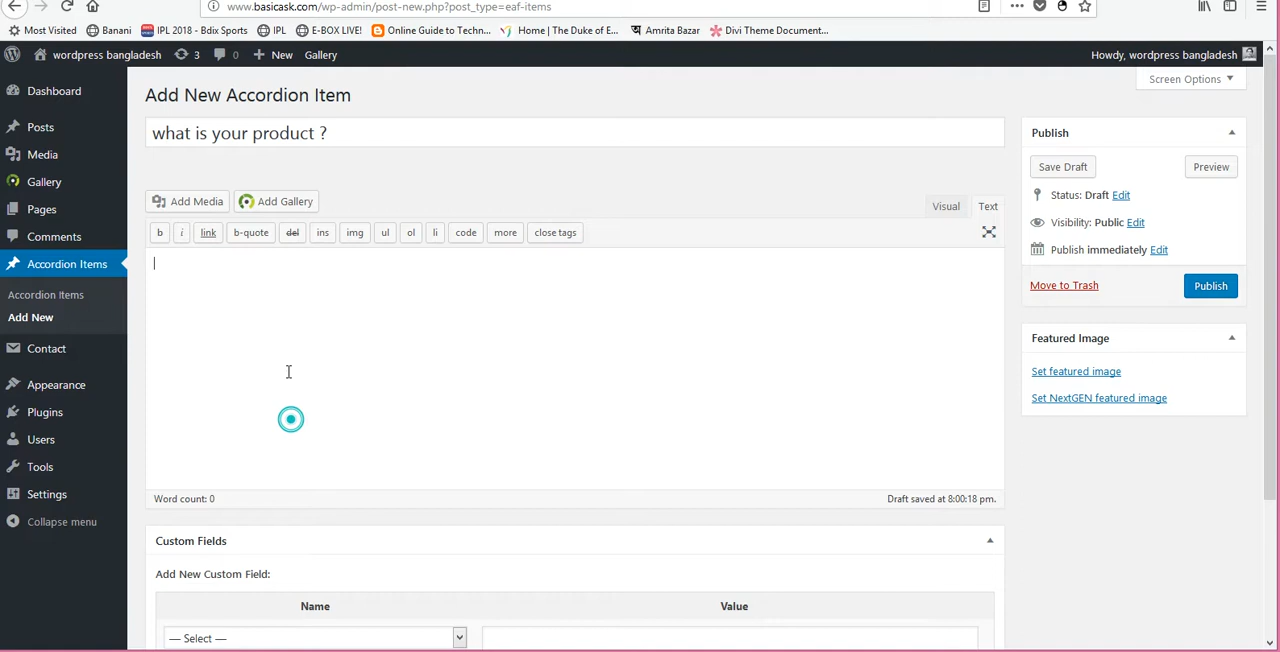 www.basicask.com/wp-admin/post-new.php?post_type=eaf-items
Most Visited Banani IPL 2018 - Bdix Sports IPL E-BOX LIVE! Online Guide to Techn... Home | The Duke of E... Amrita Bazar Divi Theme Document...
wordpress bangladesh 3 0 New Gallery Howdy, wordpress bangladesh
Screen Options
Dashboard
Posts
Media
Gallery
Pages
Comments
Accordion Items
Accordion Items
Add New
Contact
Appearance
Plugins
Users
Tools
Settings
Collapse menu
Add New Accordion Item
what is your product ?
Add Media Add Gallery Visual Text
b i link b-quote del ins img ul ol li code more close tags
Word count: 0 Draft saved at 8:00:18 pm.
Custom Fields
Add New Custom Field:
Name Value
— Select —
Publish
Save Draft Preview
Status: Draft Edit
Visibility: Public Edit
Publish immediately Edit
Move to Trash Publish
Featured Image
Set featured image
Set NextGEN featured image